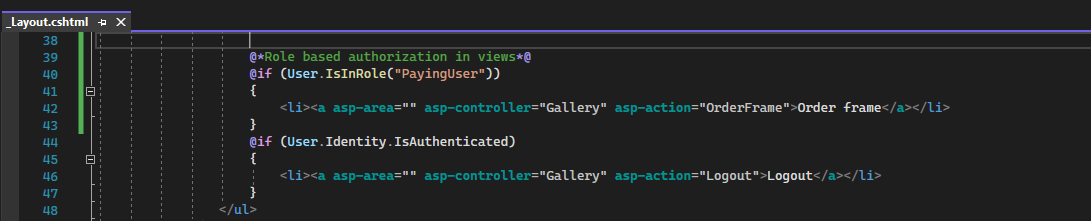 _Layout.cshtml
38
39 @*Role based authorization in views*@
40 @if (User.IsInRole("PayingUser"))
41 {
42 <li><a asp-area="" asp-controller="Gallery" asp-action="OrderFrame">Order frame</a></li>
43 }
44 @if (User.Identity.IsAuthenticated)
45 {
46 <li><a asp-area="" asp-controller="Gallery" asp-action="Logout">Logout</a></li>
47 }
48 </ul>